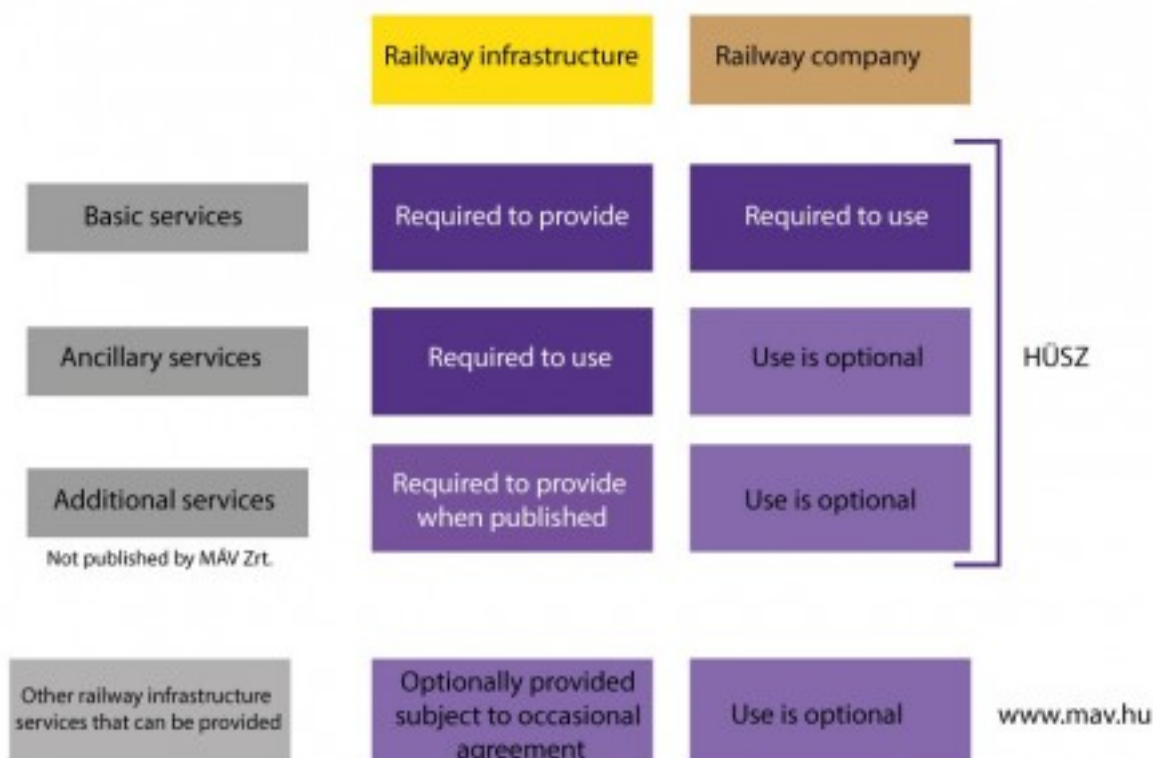 Railway infrastructure
Railway company
Basic services
Required to provide
Required to use
Ancillary services
Required to use
Use is optional
HÜSZ
Additional services
Not published by MÁV Zrt.
Required to provide
when published
Use is optional
Other railway infrastructure
services that can be provided
Optionally provided
subject to occasional
agreement
Use is optional
www.mav.hu